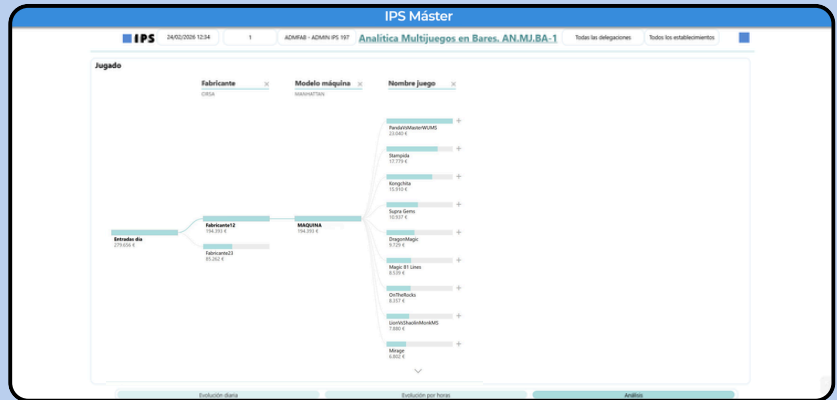 IPS Máster
IPS
24/02/2026 12:34
1
ADMFAB - ADMIN IPS 197
Analítica Multijuegos en Bares. AN.MJ.BA-1
Todas las delegaciones
Todos los establecimientos
Jugado
Fabricante ×
CIRSA
Modelo máquina ×
MANHATTAN
Nombre juego ×
Entradas día
279.656 €
Fabricante12
194.393 €
Fabricante23
85.262 €
MAQUINA
194.393 €
PandaVsMasterWUMS
23.040 €
Stampida
17.779 €
Kongchila
15.910 €
Supra Gems
10.937 €
DragonMagic
9.729 €
Magic 81 Lines
8.539 €
OnTheRocks
8.357 €
LionVsShaolinMonkMS
7.880 €
Mirage
6.802 €
Evolución diaria
Evolución por horas
Análisis